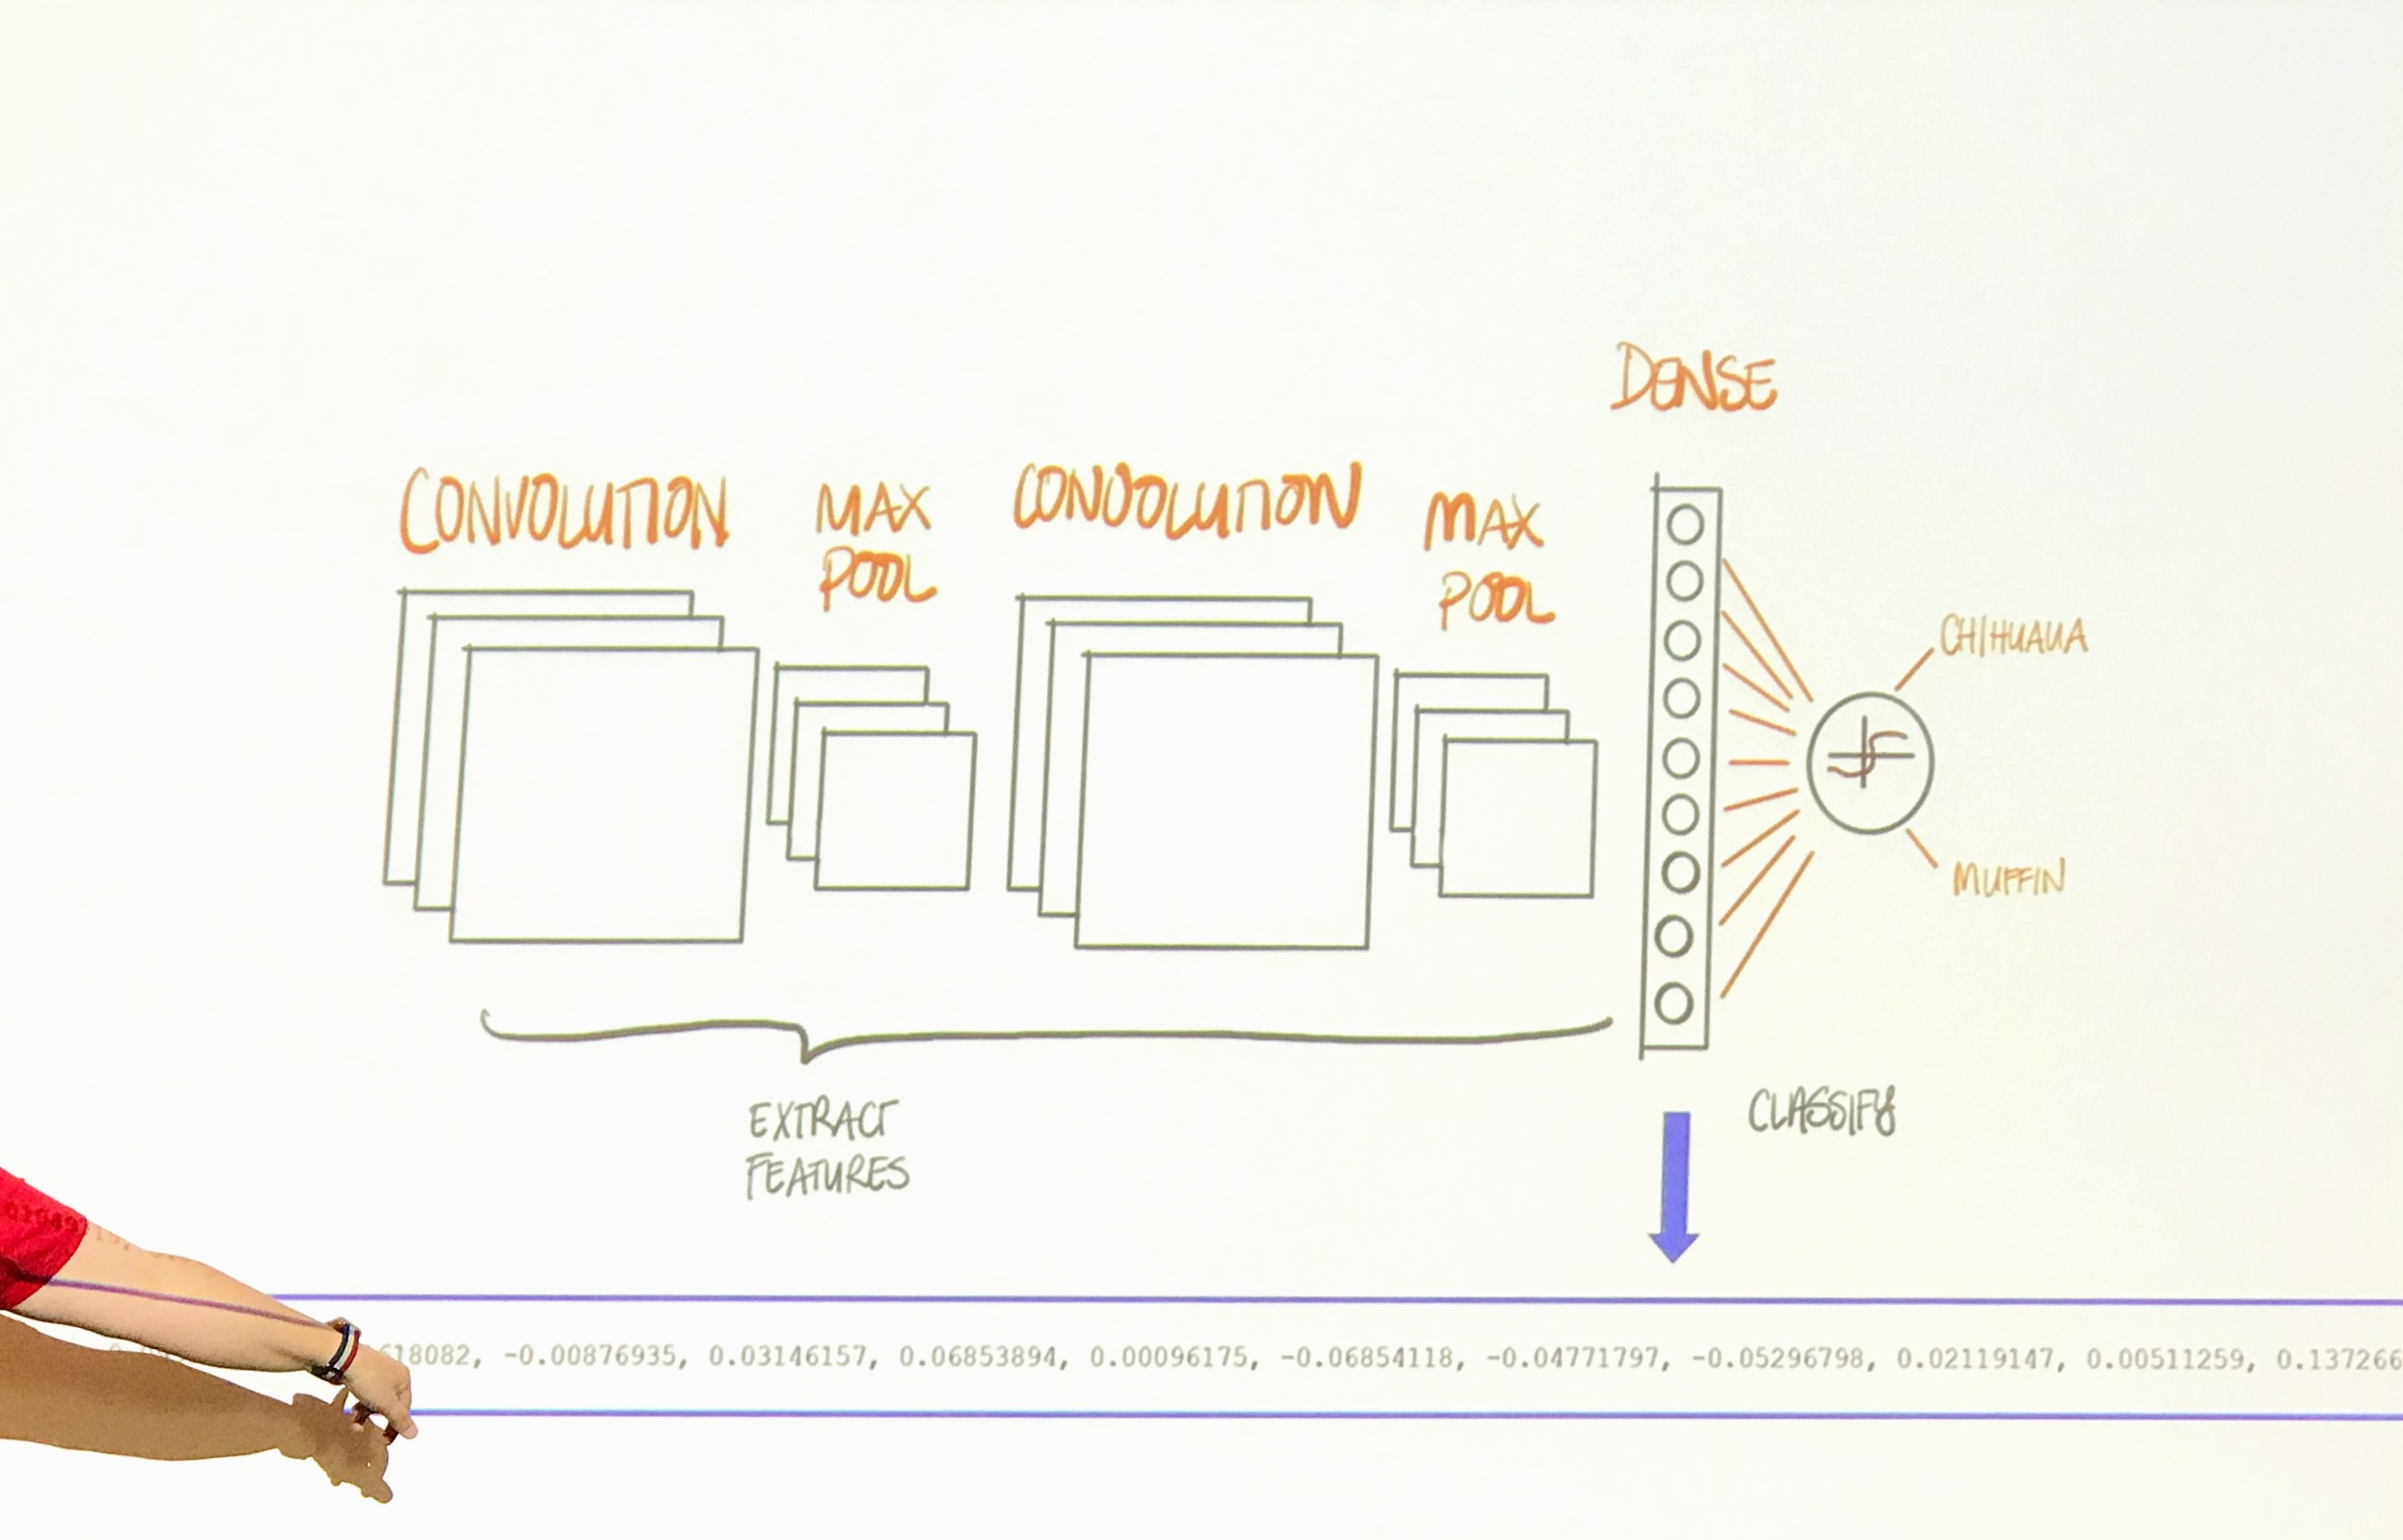 DENSE
CONVOLUTION
MAX
POOL
CONVOLUTION
MAX
POOL
CHIHUAUA
MUFFIN
EXTRACT
FEATURES
CLASSIFY
618082, -0.00876935, 0.03146157, 0.06853894, 0.00096175, -0.06854118, -0.04771797, -0.05296798, 0.02119147, 0.00511259, 0.137266